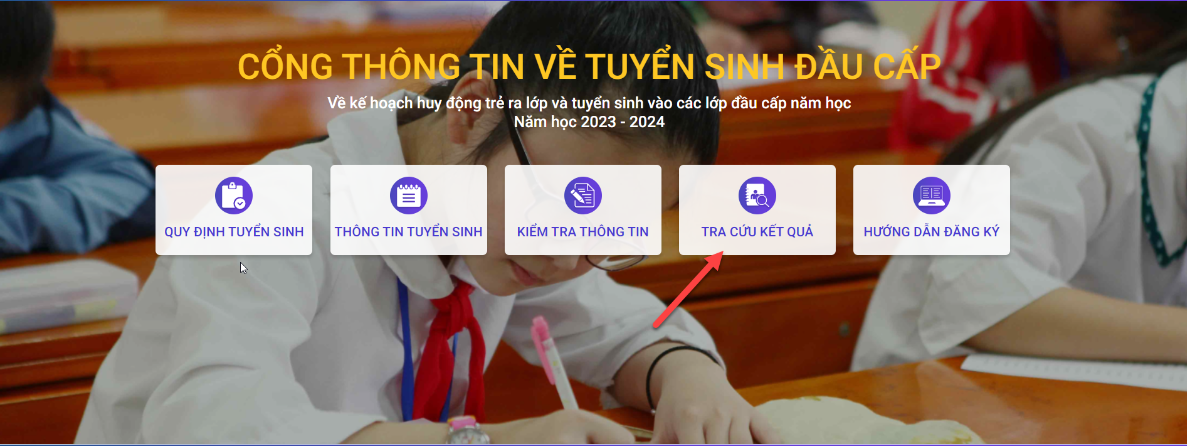 CỔNG THÔNG TIN VỀ TUYỂN SINH ĐẦU CẤP
Về kế hoạch huy động trẻ ra lớp và tuyển sinh vào các lớp đầu cấp năm học
Năm học 2023 - 2024
QUY ĐỊNH TUYỂN SINH
THÔNG TIN TUYỂN SINH
KIỂM TRA THÔNG TIN
TRA CỨU KẾT QUẢ
HƯỚNG DẪN ĐĂNG KÝ